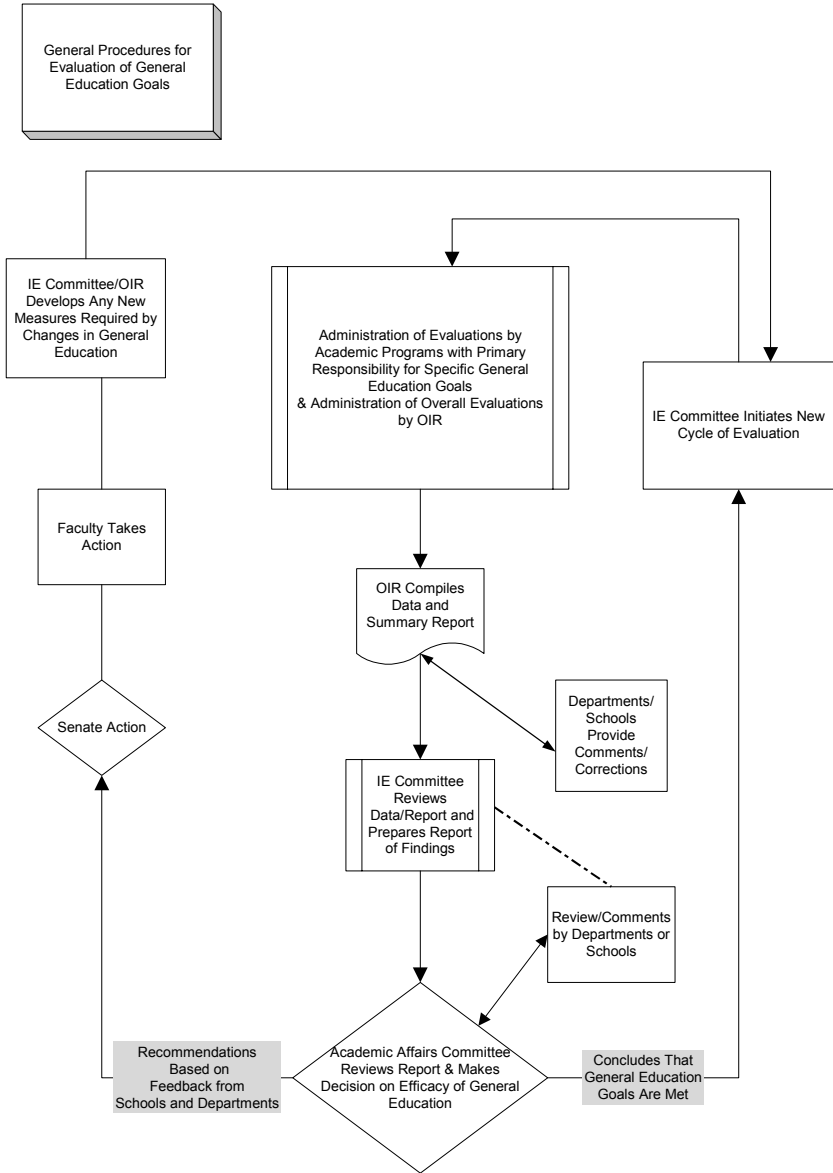 General Procedures for
Evaluation of General
Education Goals
IE Committee/OIR
Develops Any New
Measures Required by
Changes in General
Education
Administration of Evaluations by
Academic Programs with Primary
Responsibility for Specific General
Education Goals
& Administration of Overall Evaluations
by OIR
IE Committee Initiates New
Cycle of Evaluation
Faculty Takes
Action
OIR Compiles
Data and
Summary Report
Senate Action
Departments/
Schools
Provide
Comments/
Corrections
IE Committee
Reviews
Data/Report and
Prepares Report
of Findings
Review/Comments
by Departments or
Schools
Recommendations
Based on
Feedback from
Schools and Departments
Academic Affairs Committee
Reviews Report & Makes
Decision on Efficacy of General
Education
Concludes That
General Education
Goals Are Met